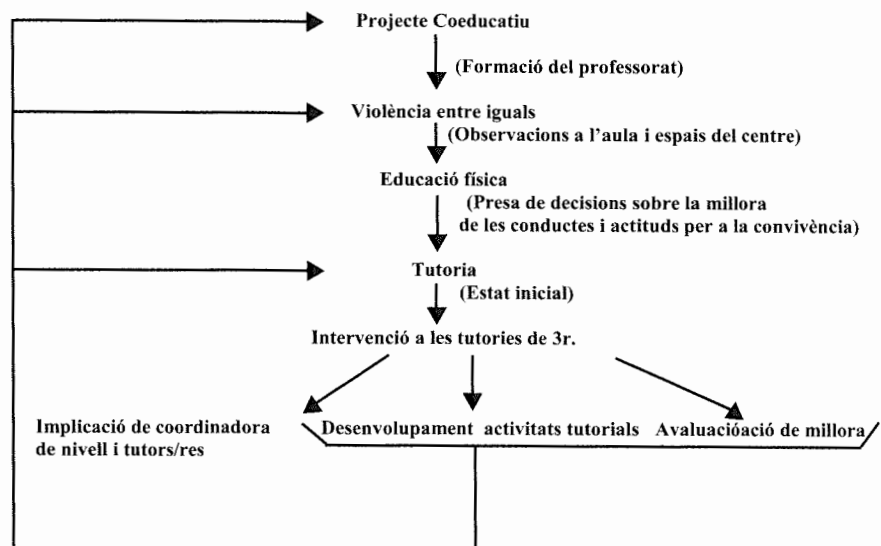 Projecte Coeducatiu
(Formació del professorat)
Violència entre iguals
(Observacions a l'aula i espais del centre)
Educació física
(Presa de decisions sobre la millora
de les conductes i actituds per a la convivència)
Tutoria
(Estat inicial)
Intervenció a les tutories de 3r.
Implicació de coordinadora
de nivell i tutors/res
Desenvolupament activitats tutorials
Avaluacióació de millora